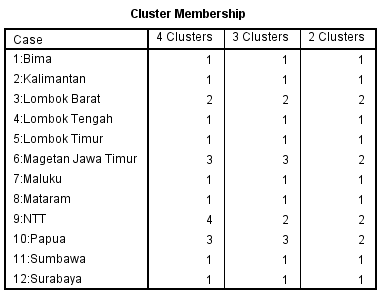 Cluster Membership
Case 4 Clusters 3 Clusters 2 Clusters
1:Bima 1 1 1
2:Kalimantan 1 1 1
3:Lombok Barat 2 2 2
4:Lombok Tengah 1 1 1
5:Lombok Timur 1 1 1
6:Magetan Jawa Timur 3 3 2
7:Maluku 1 1 1
8:Mataram 1 1 1
9:NTT 4 2 2
10:Papua 3 3 2
11:Sumbawa 1 1 1
12:Surabaya 1 1 1